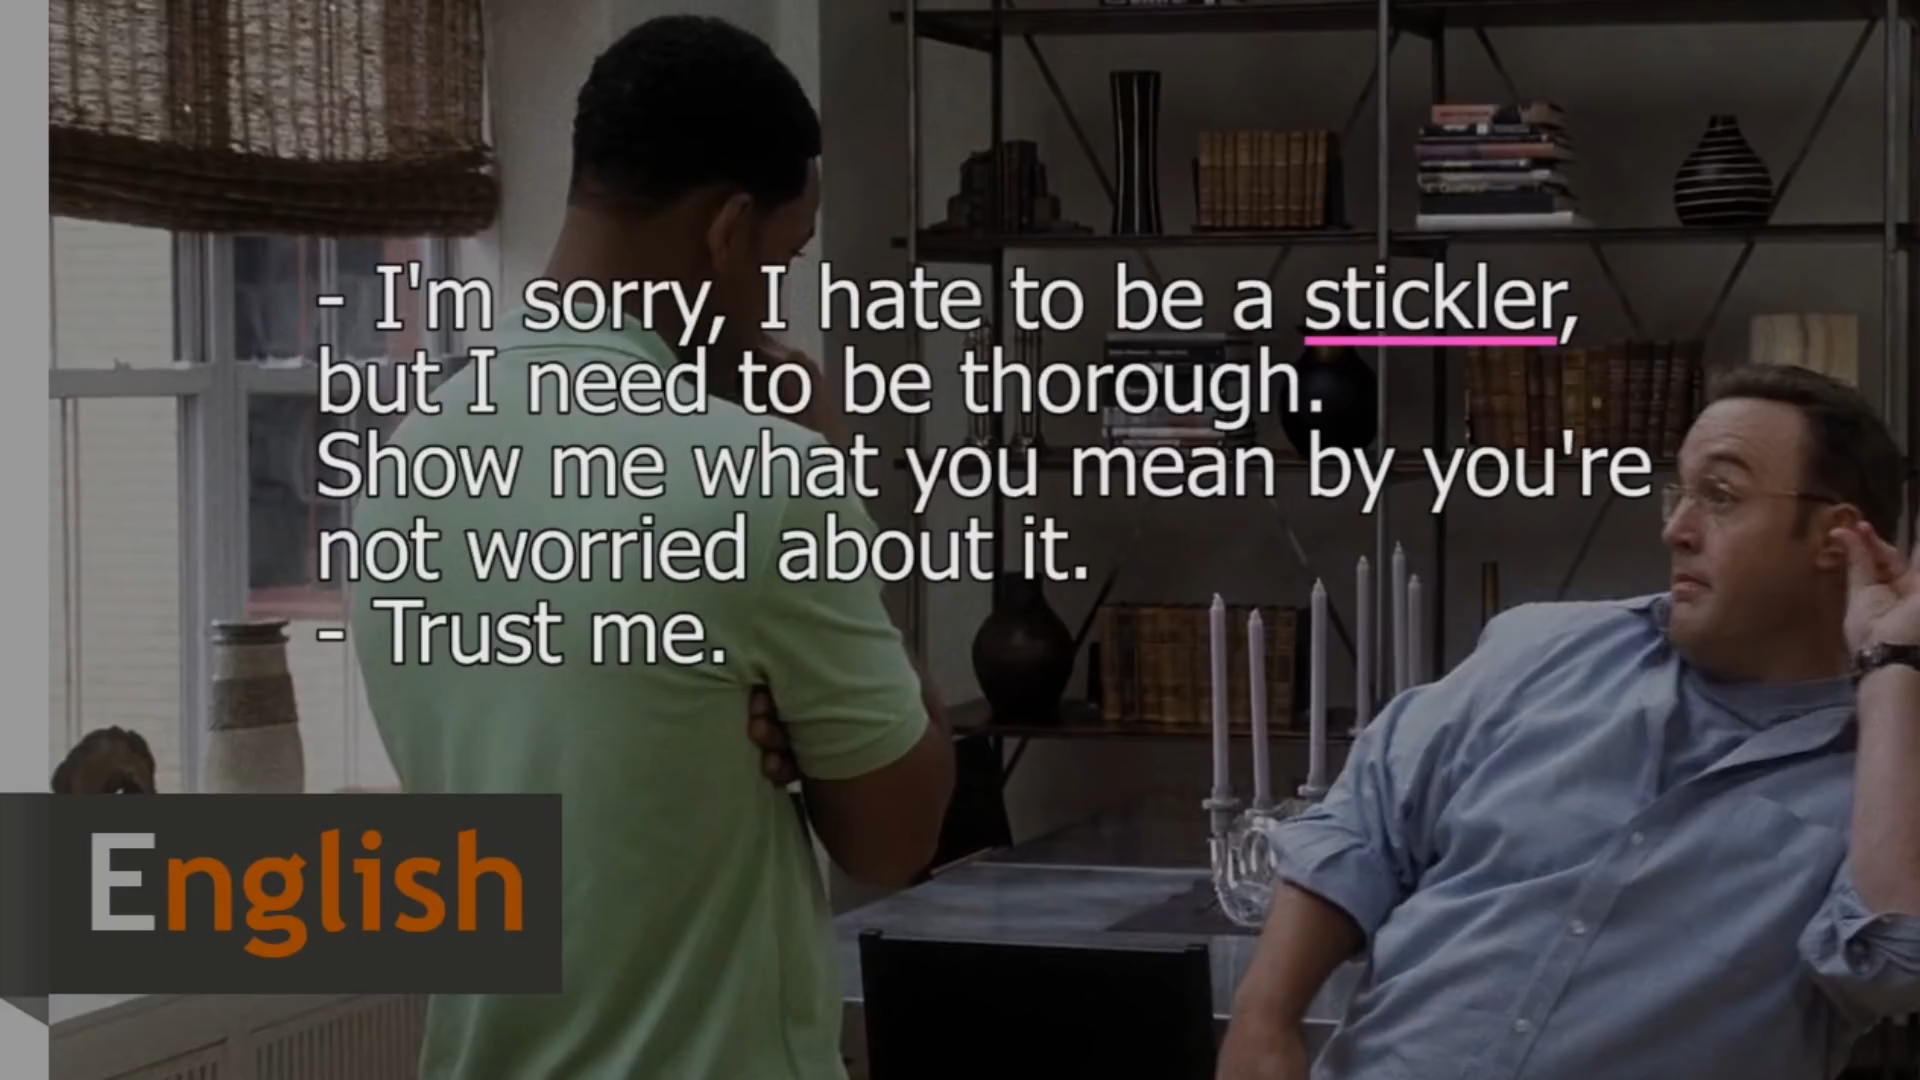 - I'm sorry, I hate to be a stickler,
but I need to be thorough.
Show me what you mean by you're
not worried about it.
- Trust me.
English